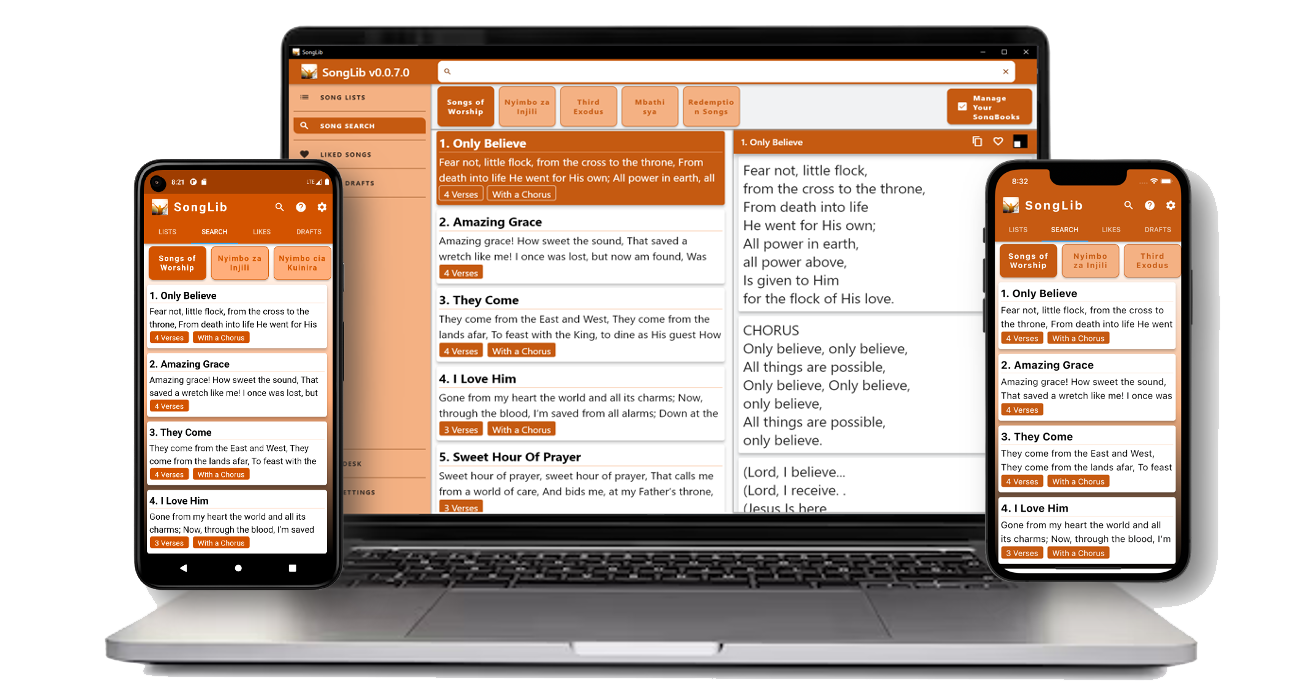 SongLib
SongLib v0.0.7.0
SONG LISTS
SONG SEARCH
LIKED SONGS
DRAFTS
DESK
ETTINGS
Songs of
Worship
Nyimbo za
Injili
Third
Exodus
Mbathi
sya
Redemptio
n Songs
Manage
Your
SongBooks
1. Only Believe
Fear not, little flock, from the cross to the throne, From
death into life He went for His own; All power in earth, all
4 Verses
With a Chorus
2. Amazing Grace
Amazing grace! How sweet the sound, That saved a
wretch like me! I once was lost, but now am found, Was
4 Verses
3. They Come
They come from the East and West, They come from the
lands afar, To feast with the King, to dine as His guest How
4 Verses
With a Chorus
4. I Love Him
Gone from my heart the world and all its charms; Now,
through the blood, I'm saved from all alarms; Down at the
3 Verses
With a Chorus
5. Sweet Hour Of Prayer
Sweet hour of prayer, sweet hour of prayer, That calls me
from a world of care, And bids me, at my Father's throne,
3 Verses
1. Only Believe
Fear not, little flock,
from the cross to the throne,
From death into life
He went for His own;
All power in earth,
all power above,
Is given to Him
for the flock of His love.
CHORUS
Only believe, only believe,
All things are possible,
Only believe, Only believe,
only believe,
All things are possible,
only believe.
(Lord, I believe...
(Lord, I receive. .
(Jesus Is here
8:21
LTE
SongLib
LISTS
SEARCH
LIKES
DRAFTS
Songs of
Worship
Nyimbo za
Injili
Nyimbo cia
Kuinira
1. Only Believe
Fear not, little flock, from the cross to the
throne, From death into life He went for His
4 Verses
With a Chorus
2. Amazing Grace
Amazing grace! How sweet the sound, That
saved a wretch like me! I once was lost, but
4 Verses
3. They Come
They come from the East and West, They
come from the lands afar, To feast with the
4 Verses
With a Chorus
4. I Love Him
Gone from my heart the world and all its
charms; Now, through the blood, I'm saved
3 Verses
With a Chorus
8:32
SongLib
LISTS
SEARCH
LIKES
DRAFTS
Songs of
Worship
Nyimbo
za Injili
Third
Exodus
1. Only Believe
Fear not, little flock, from the cross to
the throne, From death into life He went
4 Verses
With a Chorus
2. Amazing Grace
Amazing grace! How sweet the sound,
That saved a wretch like me! I once was
4 Verses
3. They Come
They come from the East and West,
They come from the lands afar, To feast
4 Verses
With a Chorus
4. I Love Him
Gone from my heart the world and all
its charms; Now, through the blood, I'm
3 Verses
With a Chorus